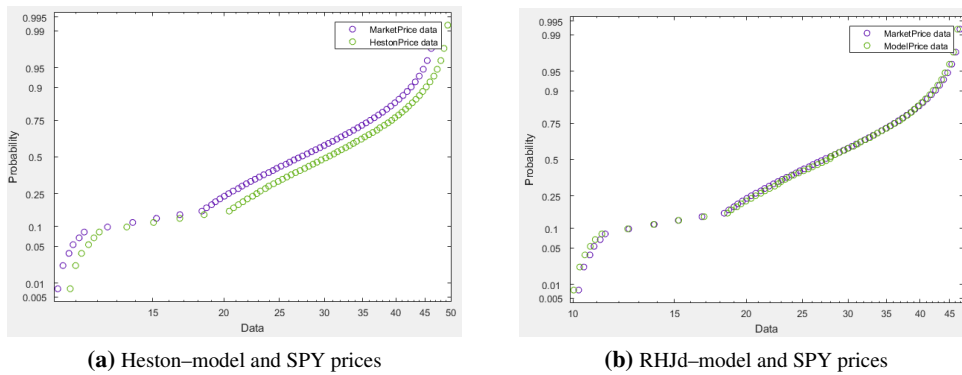 0.995
0.99
0.95
0.9
0.75
0.5
0.25
0.1
0.05
0.01
0.005
Probability
MarketPrice data
HestonPrice data
15 20 25 30 35 40 45 50
Data
(a) Heston–model and SPY prices
0.995
0.99
0.95
0.9
0.75
0.5
0.25
0.1
0.05
0.01
0.005
Probability
MarketPrice data
ModelPrice data
10 15 20 25 30 35 40 45
Data
(b) RHJd–model and SPY prices